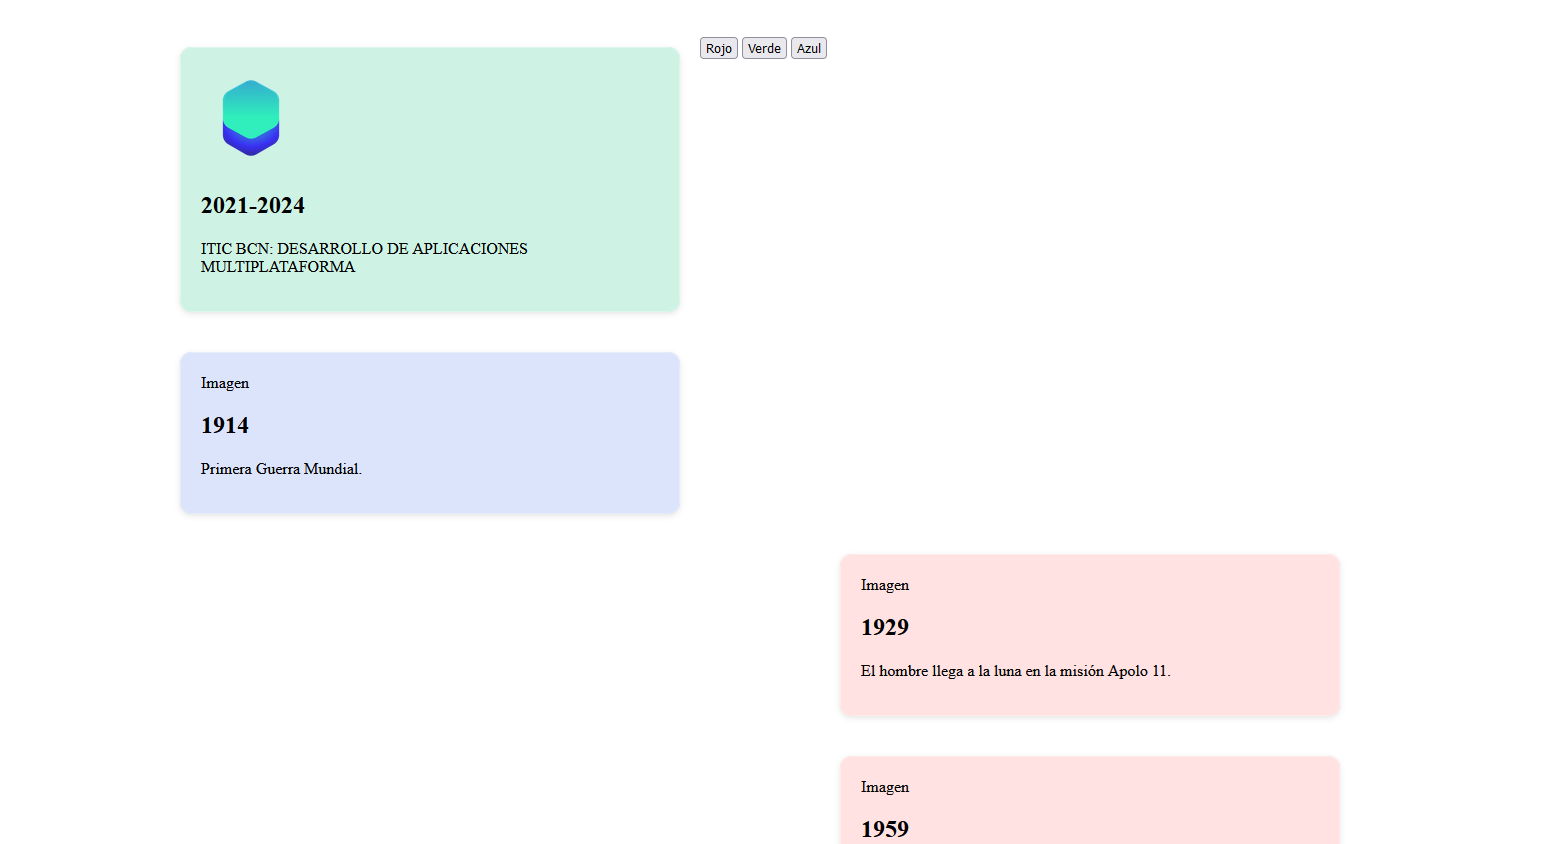 Rojo Verde Azul
2021-2024
ITIC BCN: DESARROLLO DE APLICACIONES
MULTIPLATAFORMA
Imagen
1914
Primera Guerra Mundial.
Imagen
1929
El hombre llega a la luna en la misión Apolo 11.
Imagen
1959